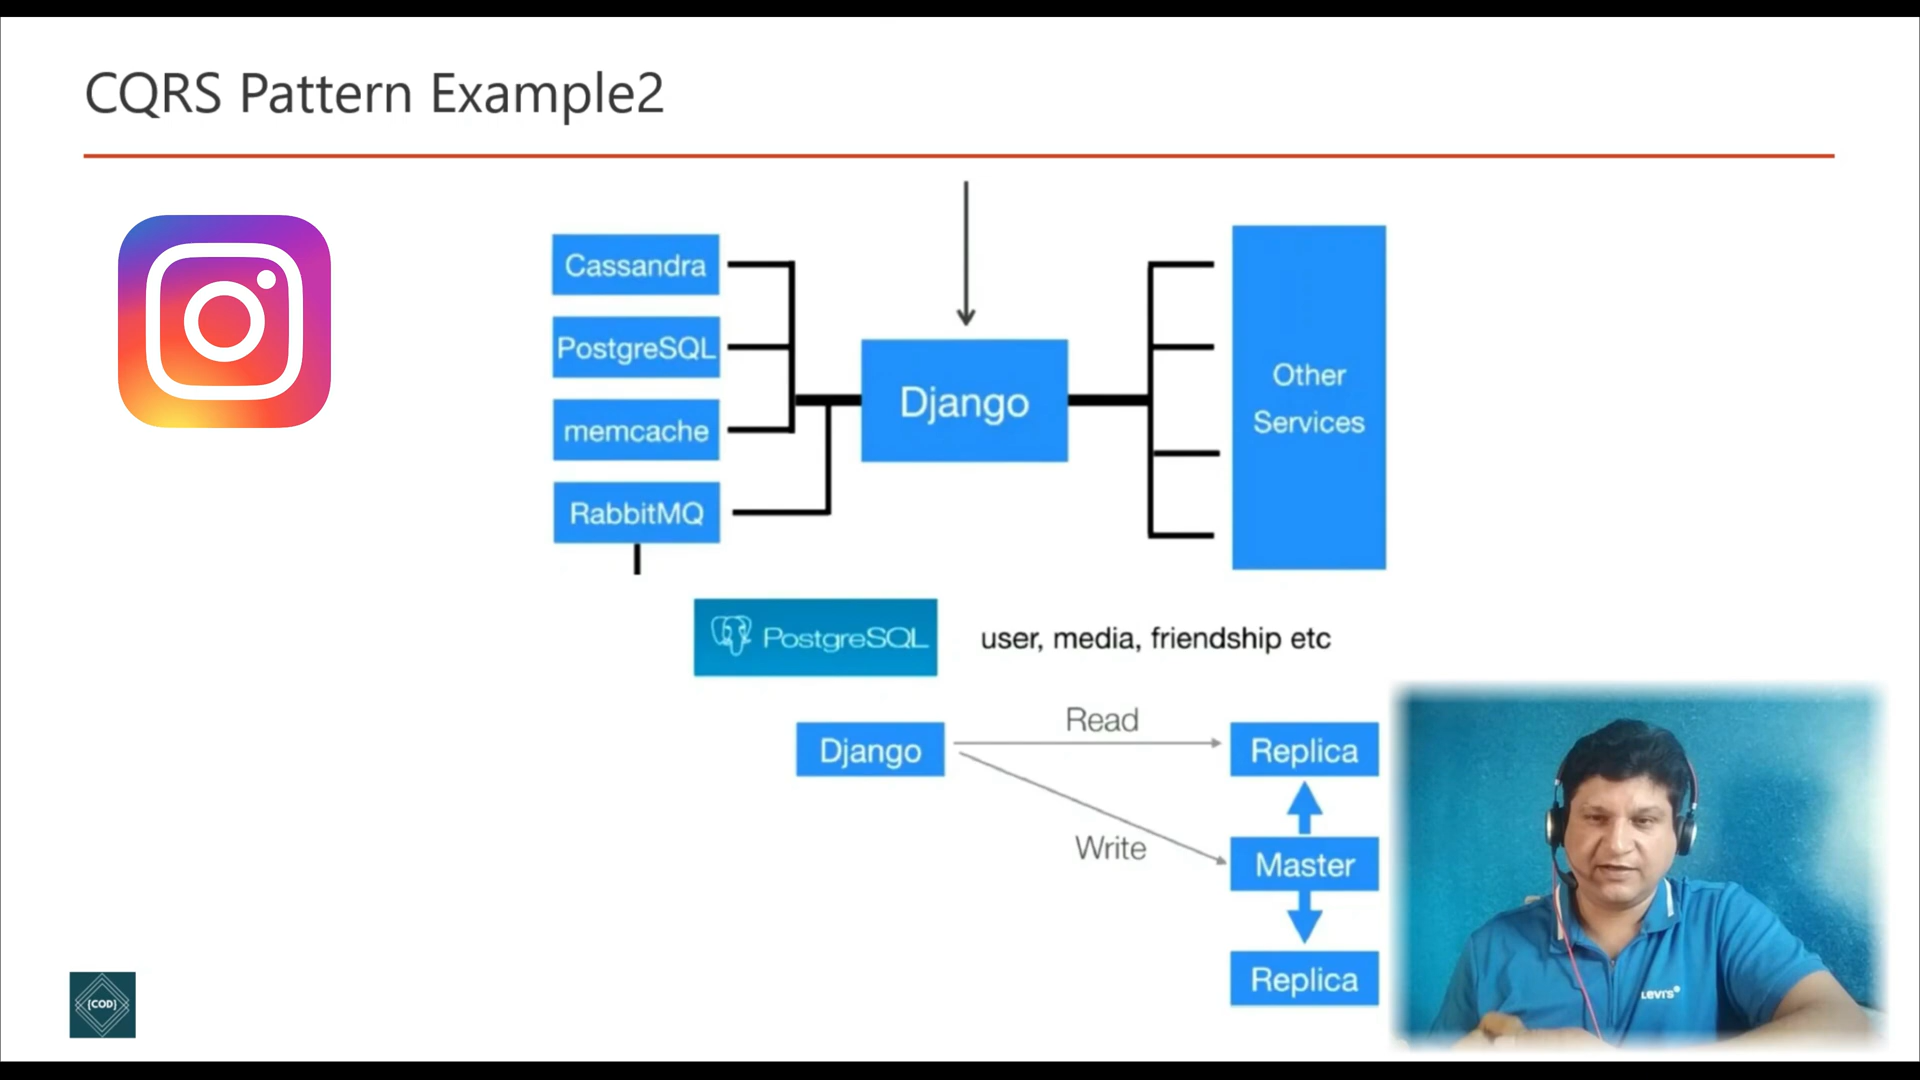 CQRS Pattern Example2
Cassandra
PostgreSQL
memcache
RabbitMQ
Django
Other
Services
PostgreSQL
user, media, friendship etc
Django
Read
Write
Replica
Master
Replica
{COD}
Levi's